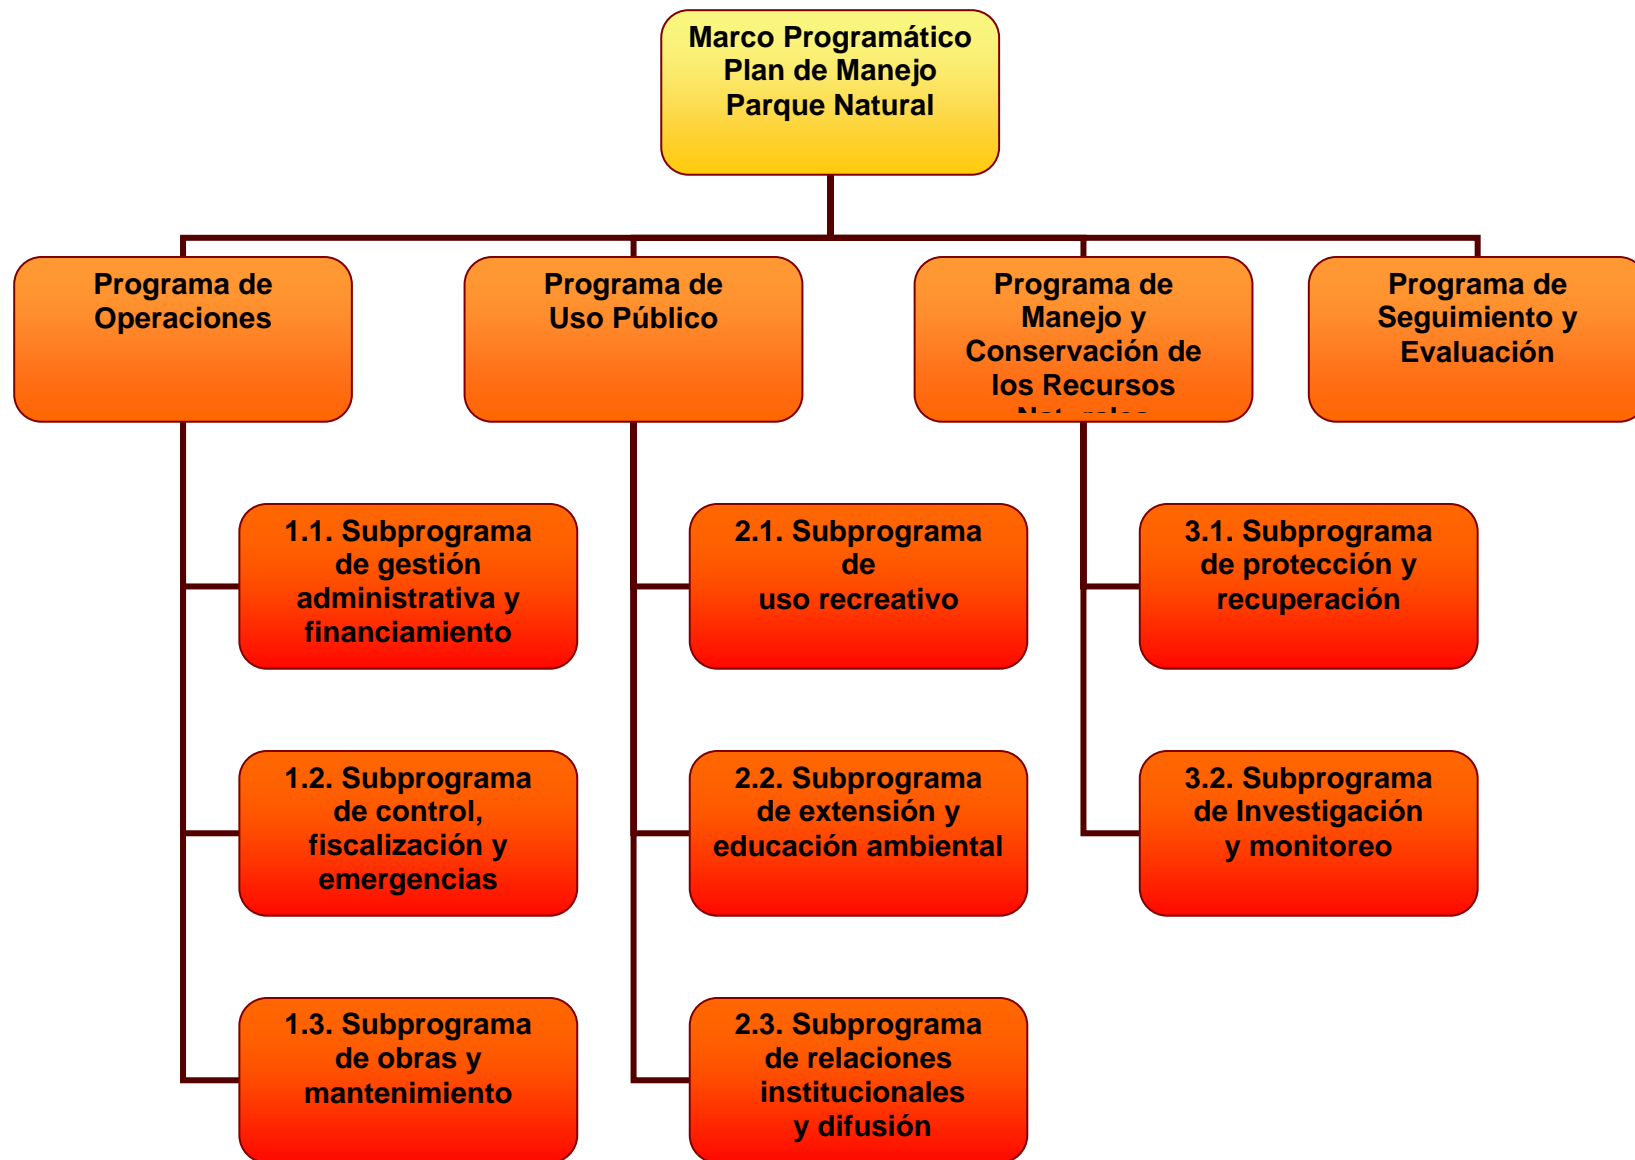 Marco Programático
Plan de Manejo
Parque Natural
Programa de
Operaciones
Programa de
Uso Público
Programa de
Manejo y
Conservación de
los Recursos
Programa de
Seguimiento y
Evaluación
1.1. Subprograma
de gestión
administrativa y
financiamiento
2.1. Subprograma
de
uso recreativo
3.1. Subprograma
de protección y
recuperación
1.2. Subprograma
de control,
fiscalización y
emergencias
2.2. Subprograma
de extensión y
educación ambiental
3.2. Subprograma
de Investigación
y monitoreo
1.3. Subprograma
de obras y
mantenimiento
2.3. Subprograma
de relaciones
institucionales
y difusión